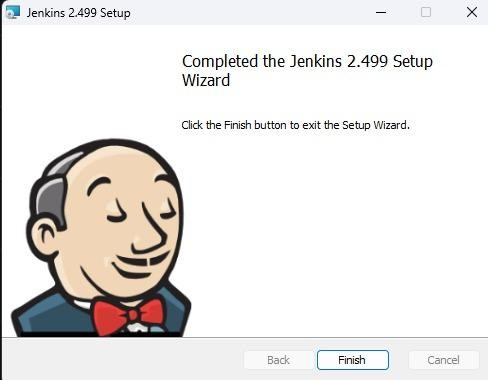 Jenkins 2.499 Setup
Completed the Jenkins 2.499 Setup
Wizard
Click the Finish button to exit the Setup Wizard.
Back
Finish
Cancel